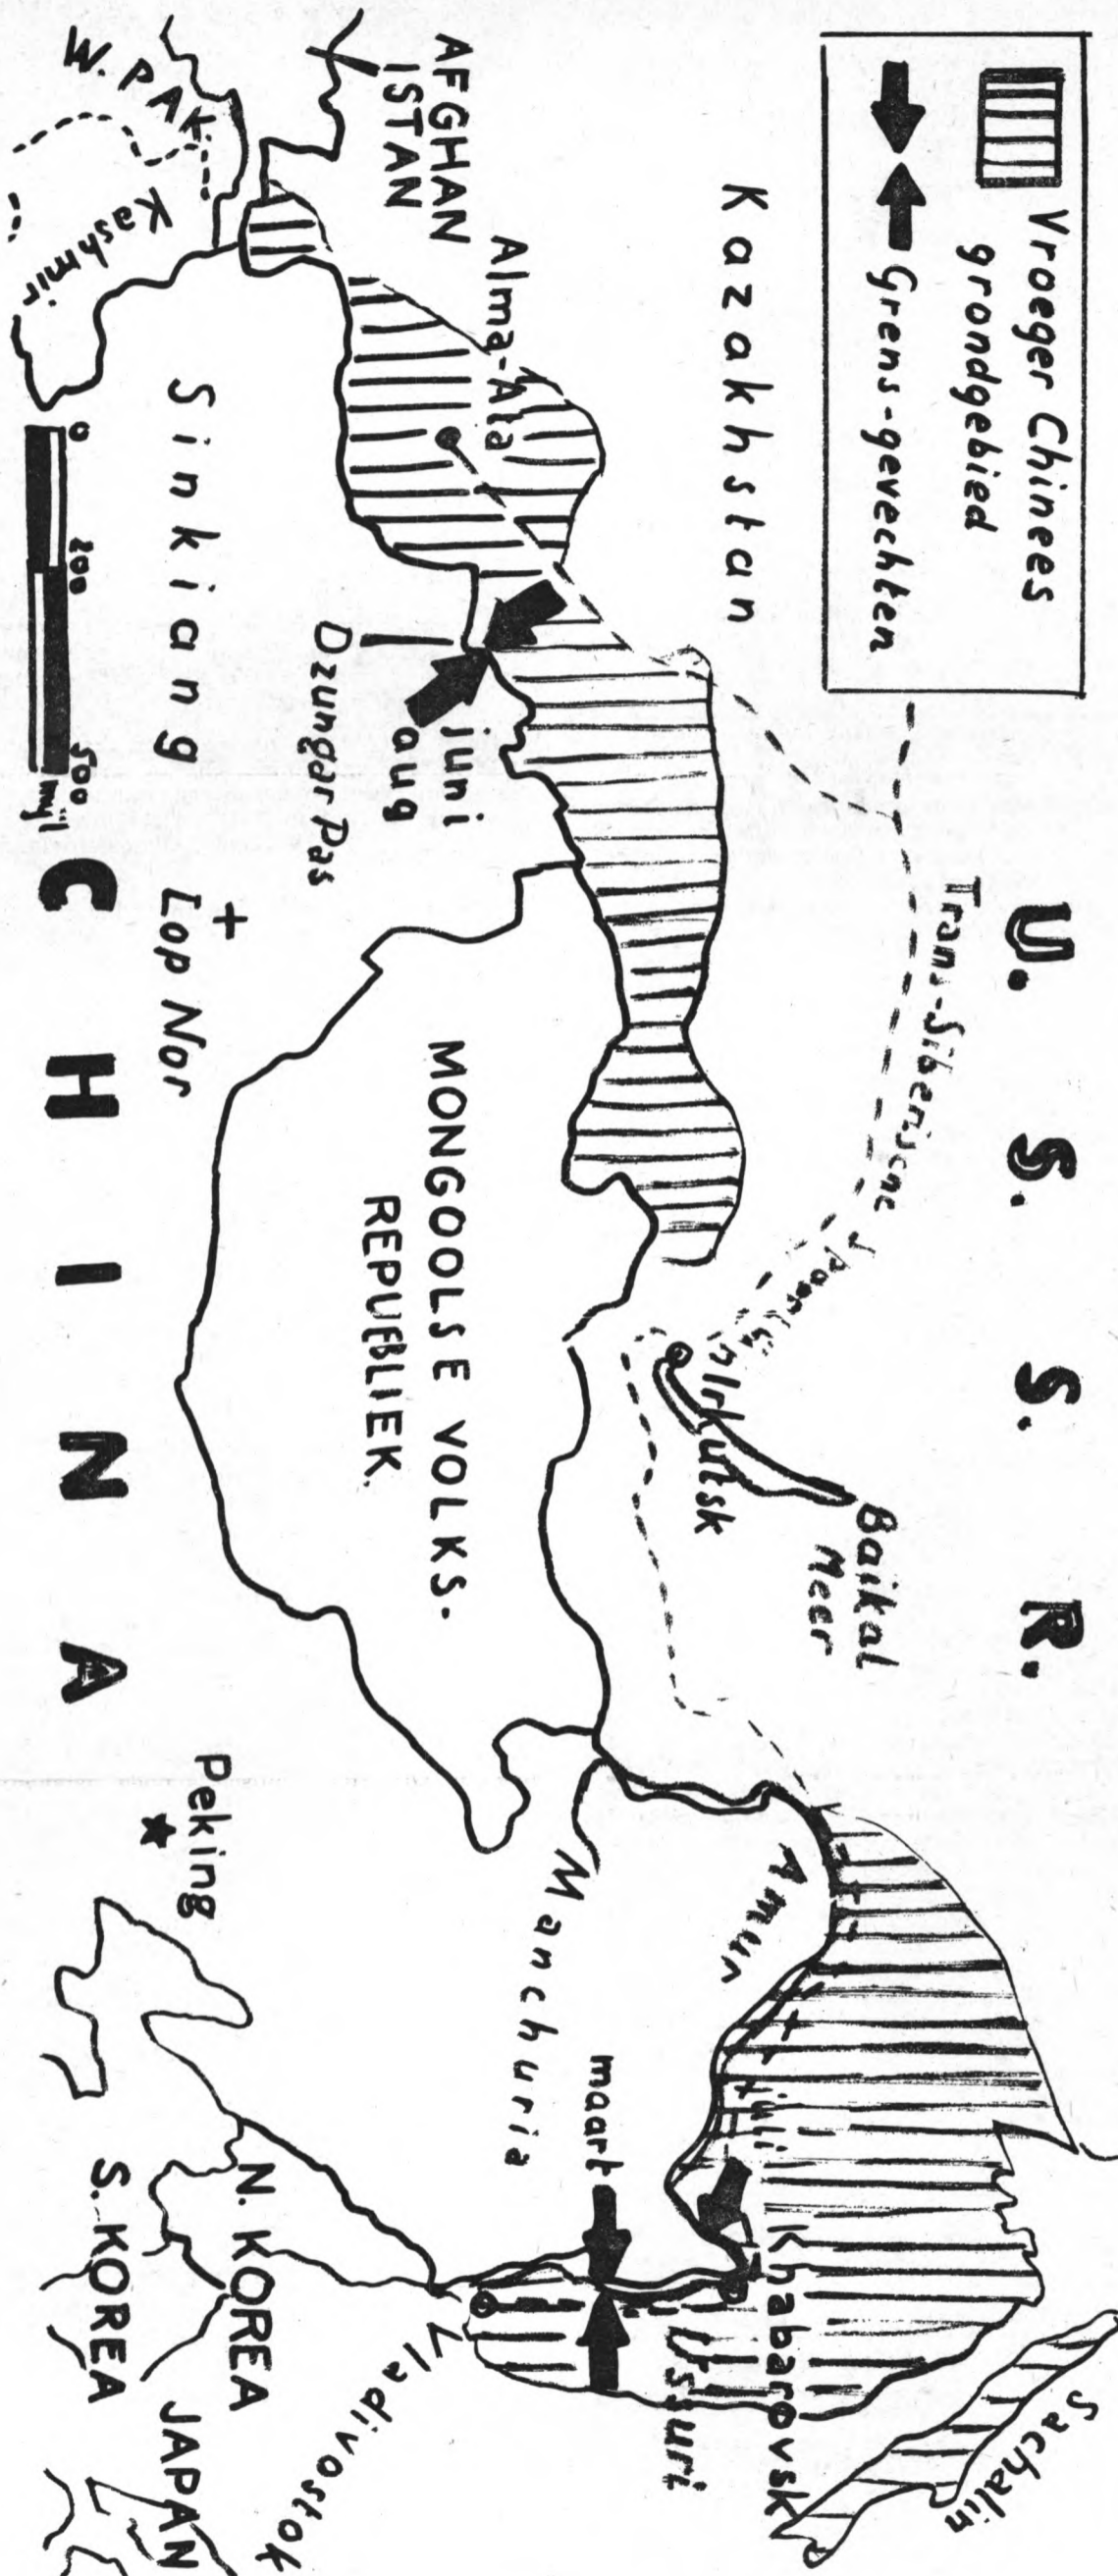 Vroeger Chinees
grondgebied
Grens-gevechten
U. S. S. R.
Trans-Siberische spoorlijn
Kazakhstan
Baikal
Meer
Irkutsk
Sachalin
AFGHAN
ISTAN
Alma-Ata
juni
aug
Dzungar Pas
MONGOOLSE VOLKS-
REPUBLIEK.
Amur
juli
Khabarovsk
maart
Ussuri
Manchuria
Vladivostok
W. PAK.
Kashmir
Sinkiang
Lop Nor
Peking
N. KOREA
S. KOREA
JAPAN
0 200 500 mijl
CHINA